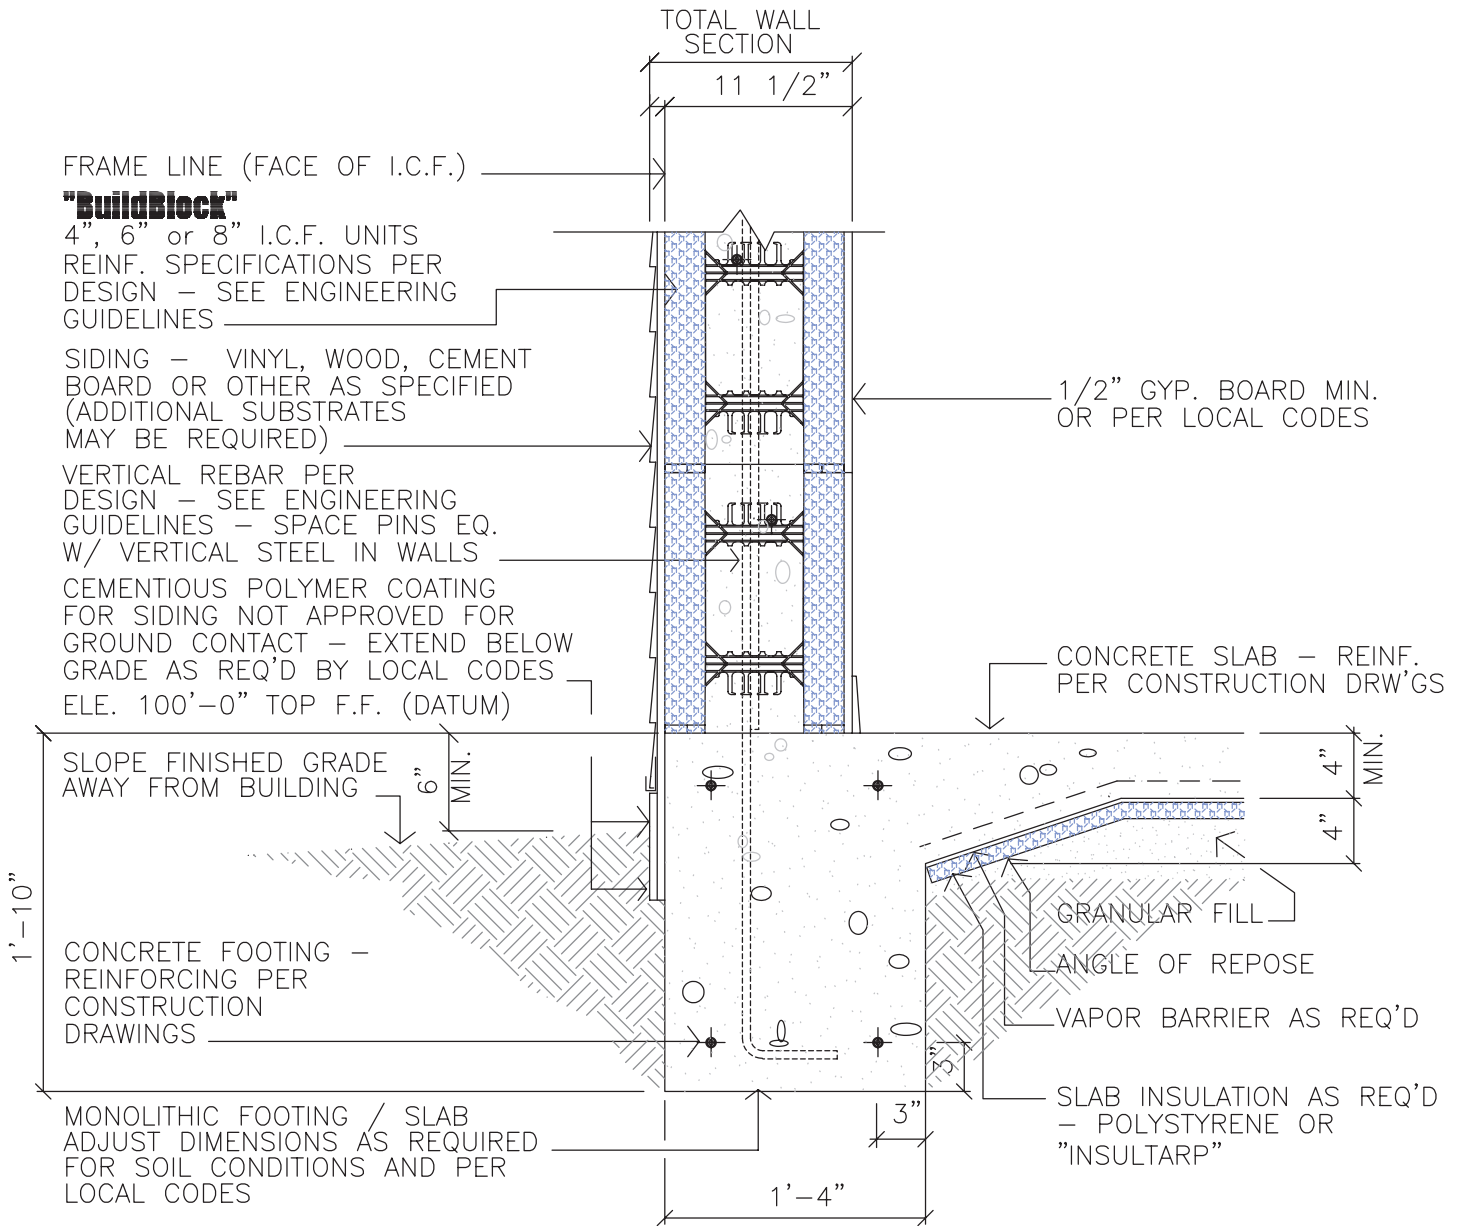 TOTAL WALL
SECTION
11 1/2"
FRAME LINE (FACE OF I.C.F.)
"BuildBlock"
4", 6" or 8" I.C.F. UNITS
REINF. SPECIFICATIONS PER
DESIGN – SEE ENGINEERING
GUIDELINES
SIDING – VINYL, WOOD, CEMENT
BOARD OR OTHER AS SPECIFIED
(ADDITIONAL SUBSTRATES
MAY BE REQUIRED)
VERTICAL REBAR PER
DESIGN – SEE ENGINEERING
GUIDELINES – SPACE PINS EQ.
W/ VERTICAL STEEL IN WALLS
CEMENTIOUS POLYMER COATING
FOR SIDING NOT APPROVED FOR
GROUND CONTACT – EXTEND BELOW
GRADE AS REQ'D BY LOCAL CODES
ELE. 100'–0" TOP F.F. (DATUM)
SLOPE FINISHED GRADE
AWAY FROM BUILDING
6"
MIN.
1'–10"
CONCRETE FOOTING –
REINFORCING PER
CONSTRUCTION
DRAWINGS
MONOLITHIC FOOTING / SLAB
ADJUST DIMENSIONS AS REQUIRED
FOR SOIL CONDITIONS AND PER
LOCAL CODES
1/2" GYP. BOARD MIN.
OR PER LOCAL CODES
CONCRETE SLAB – REINF.
PER CONSTRUCTION DRW'GS
4"
MIN.
4"
GRANULAR FILL
ANGLE OF REPOSE
VAPOR BARRIER AS REQ'D
SLAB INSULATION AS REQ'D
– POLYSTYRENE OR
"INSULTARP"
3"
3"
1'–4"